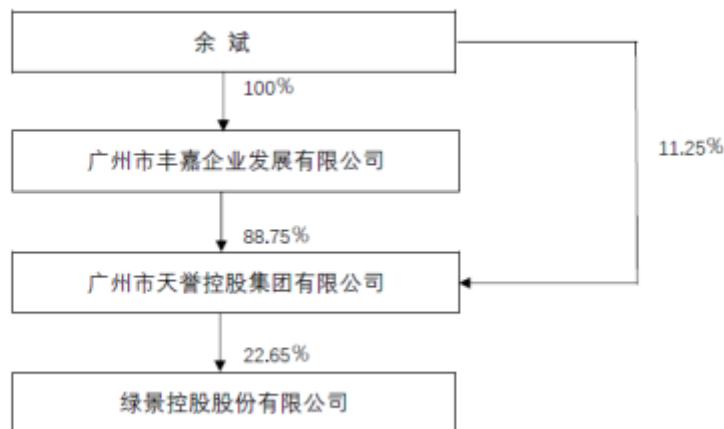 余 斌
100%
广州市丰嘉企业发展有限公司
11.25%
88.75%
广州市天誉控股集团有限公司
22.65%
绿景控股股份有限公司